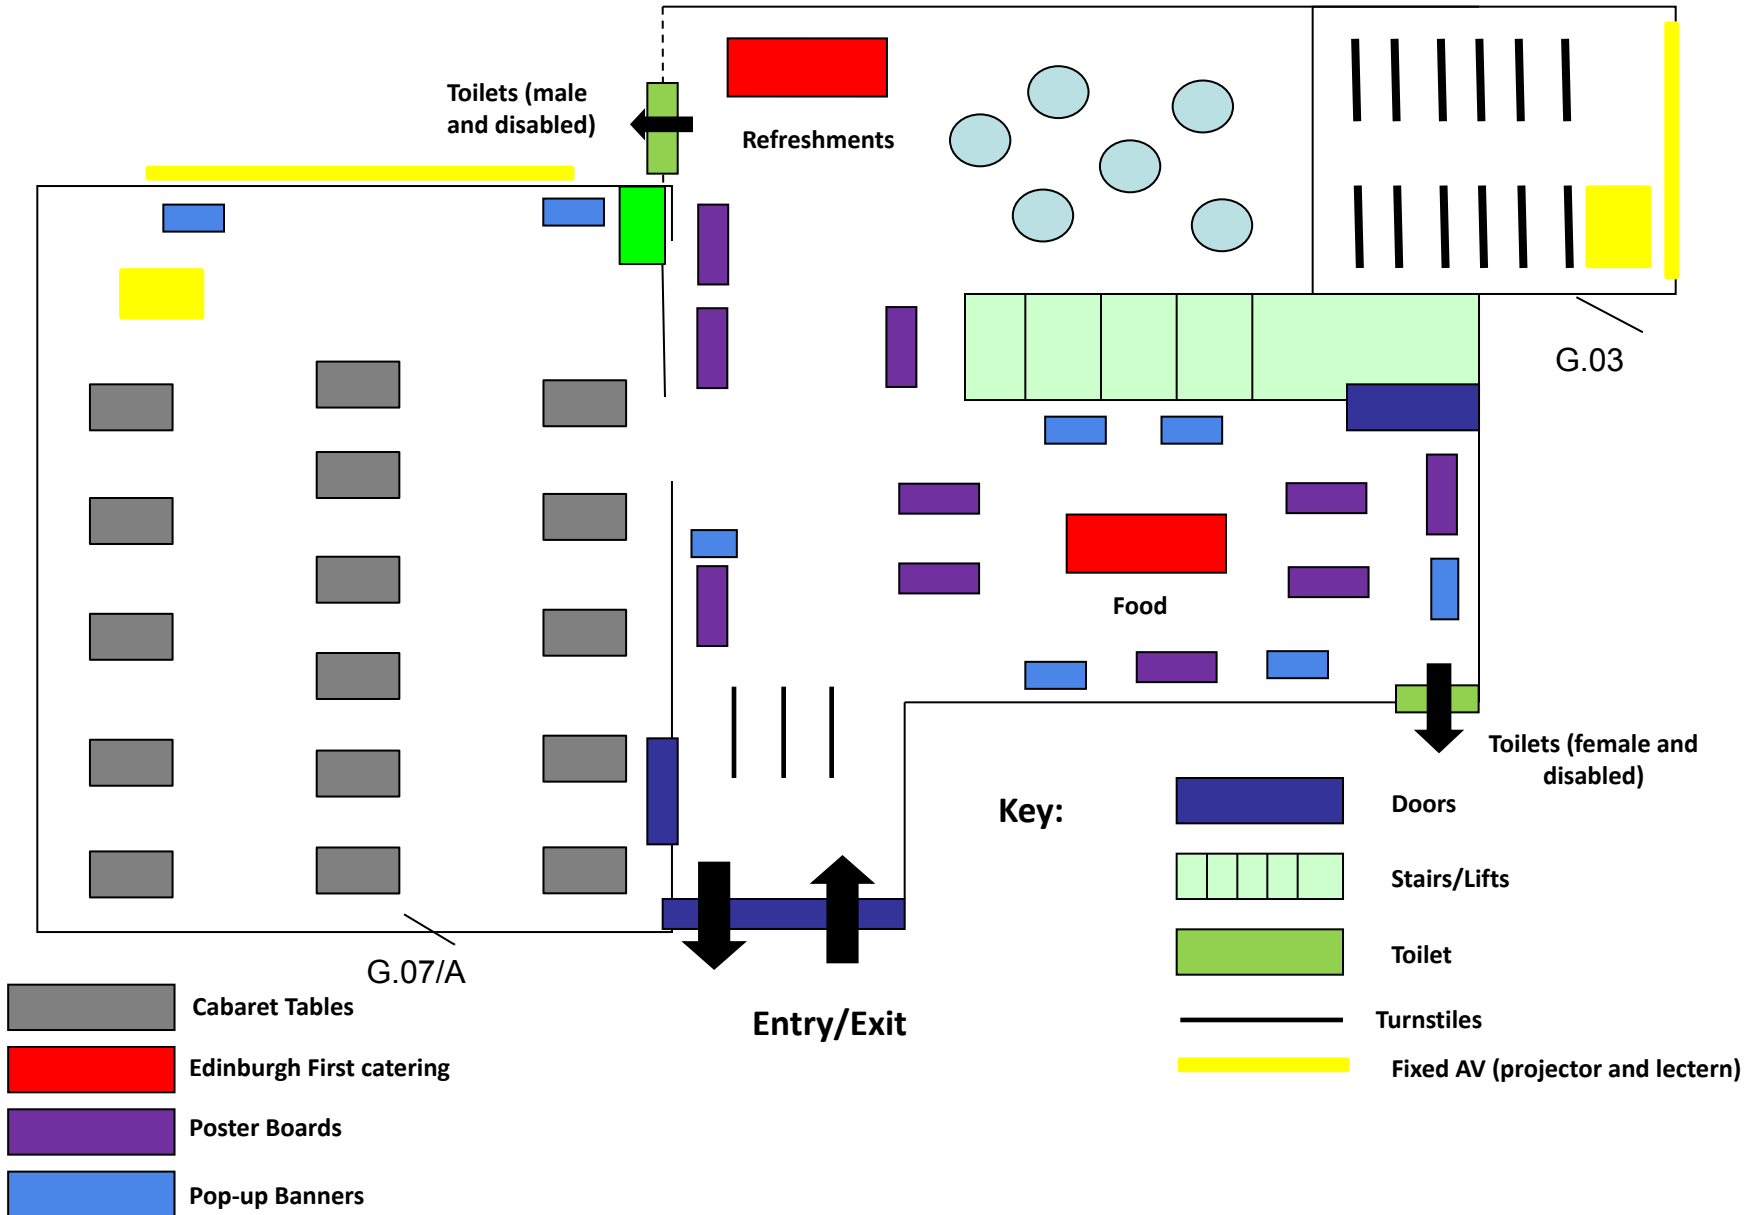 Toilets (male
and disabled)
Refreshments
G.03
Food
Toilets (female and
disabled)
Key:
Doors
Stairs/Lifts
Toilet
Turnstiles
Fixed AV (projector and lectern)
G.07/A
Entry/Exit
Cabaret Tables
Edinburgh First catering
Poster Boards
Pop-up Banners